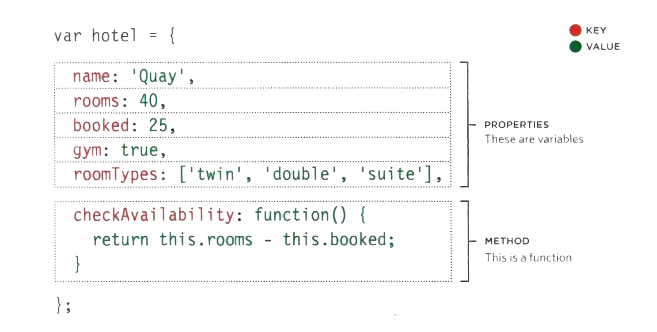 var hotel = {
KEY
VALUE
name: 'Quay',
rooms: 40,
booked: 25,
gym: true,
roomTypes: ['twin', 'double', 'suite'],
PROPERTIES
These are variables
checkAvailability: function() {
return this.rooms - this.booked;
}
METHOD
This is a function
};